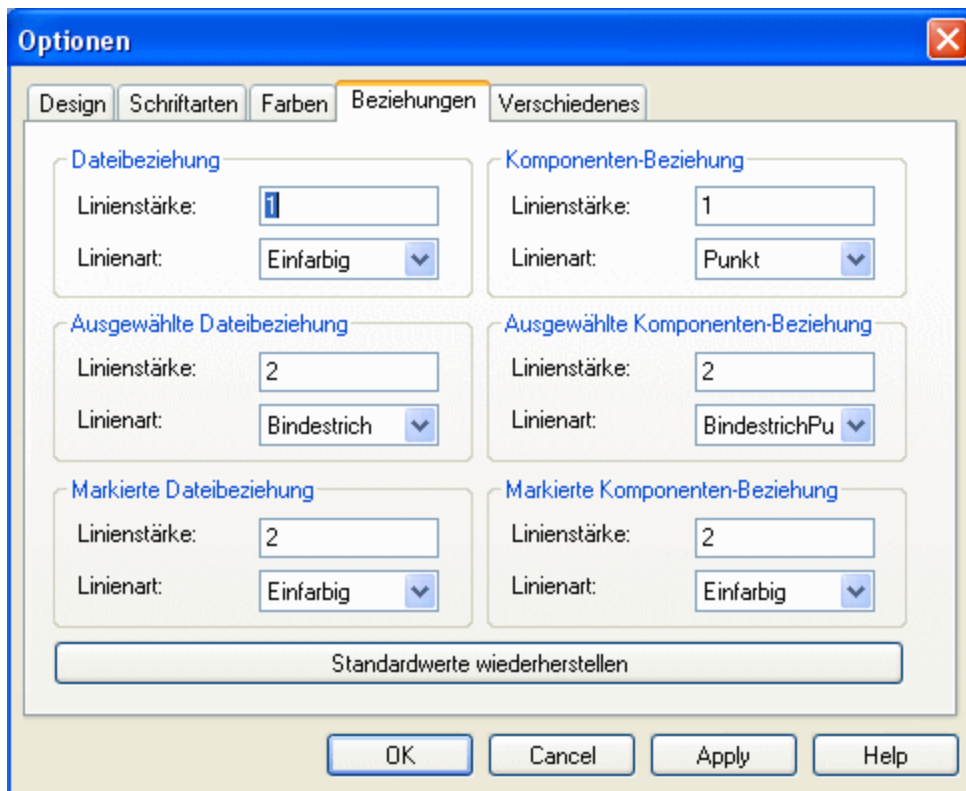 Optionen
Design Schriftarten Farben Beziehungen Verschiedenes
Dateibeziehung
Linienstärke: 1
Linienart: Einfarbig
Komponenten-Beziehung
Linienstärke: 1
Linienart: Punkt
Ausgewählte Dateibeziehung
Linienstärke: 2
Linienart: Bindestrich
Ausgewählte Komponenten-Beziehung
Linienstärke: 2
Linienart: BindestrichPu
Markierte Dateibeziehung
Linienstärke: 2
Linienart: Einfarbig
Markierte Komponenten-Beziehung
Linienstärke: 2
Linienart: Einfarbig
Standardwerte wiederherstellen
OK Cancel Apply Help